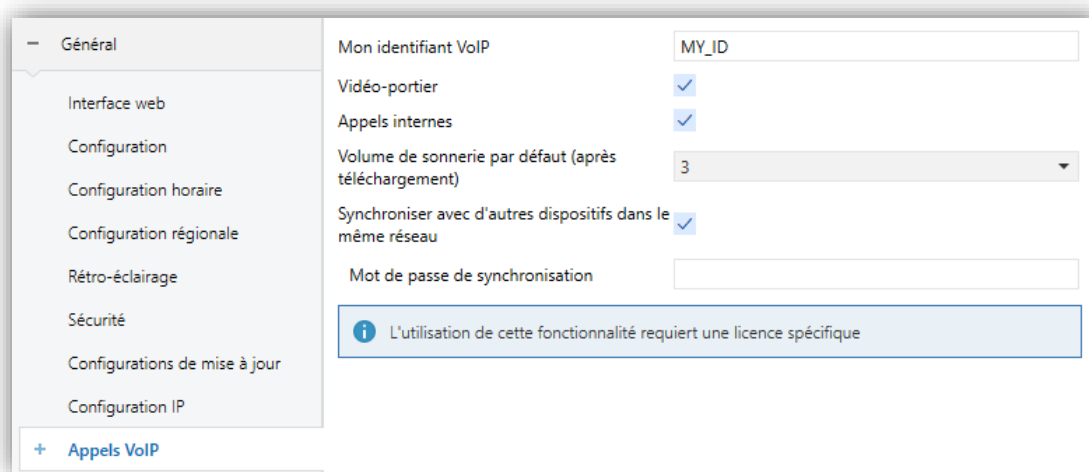 Général
Interface web
Configuration
Configuration horaire
Configuration régionale
Rétro-éclairage
Sécurité
Configurations de mise à jour
Configuration IP
Appels VoIP
Mon identifiant VoIP
MY_ID
Vidéo-portier
Appels internes
Volume de sonnerie par défaut (après
téléchargement)
3
Synchroniser avec d'autres dispositifs dans le
même réseau
Mot de passe de synchronisation
L'utilisation de cette fonctionnalité requiert une licence spécifique